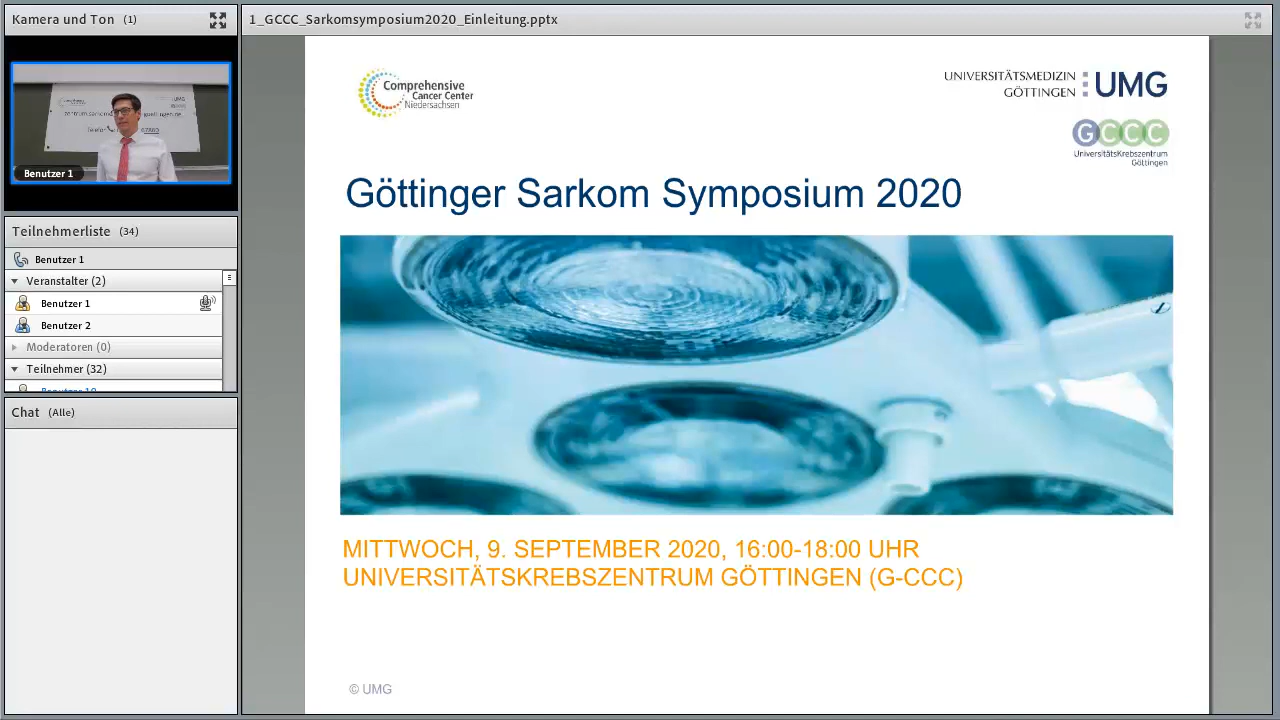 Kamera und Ton (1)
1_GCCC_Sarkomsymposium2020_Einleitung.pptx
Benutzer 1
Teilnehmerliste (34)
Benutzer 1
Veranstalter (2)
Benutzer 1
Benutzer 2
Moderatoren (0)
Teilnehmer (32)
Chat (Alle)
Comprehensive
Cancer Center
Niedersachsen
UNIVERSITÄTSMEDIZIN
GÖTTINGEN
UMG
GCCC
UniversitätsKrebszentrum
Göttingen
Göttinger Sarkom Symposium 2020
MITTWOCH, 9. SEPTEMBER 2020, 16:00-18:00 UHR
UNIVERSITÄTSKREBSZENTRUM GÖTTINGEN (G-CCC)
© UMG